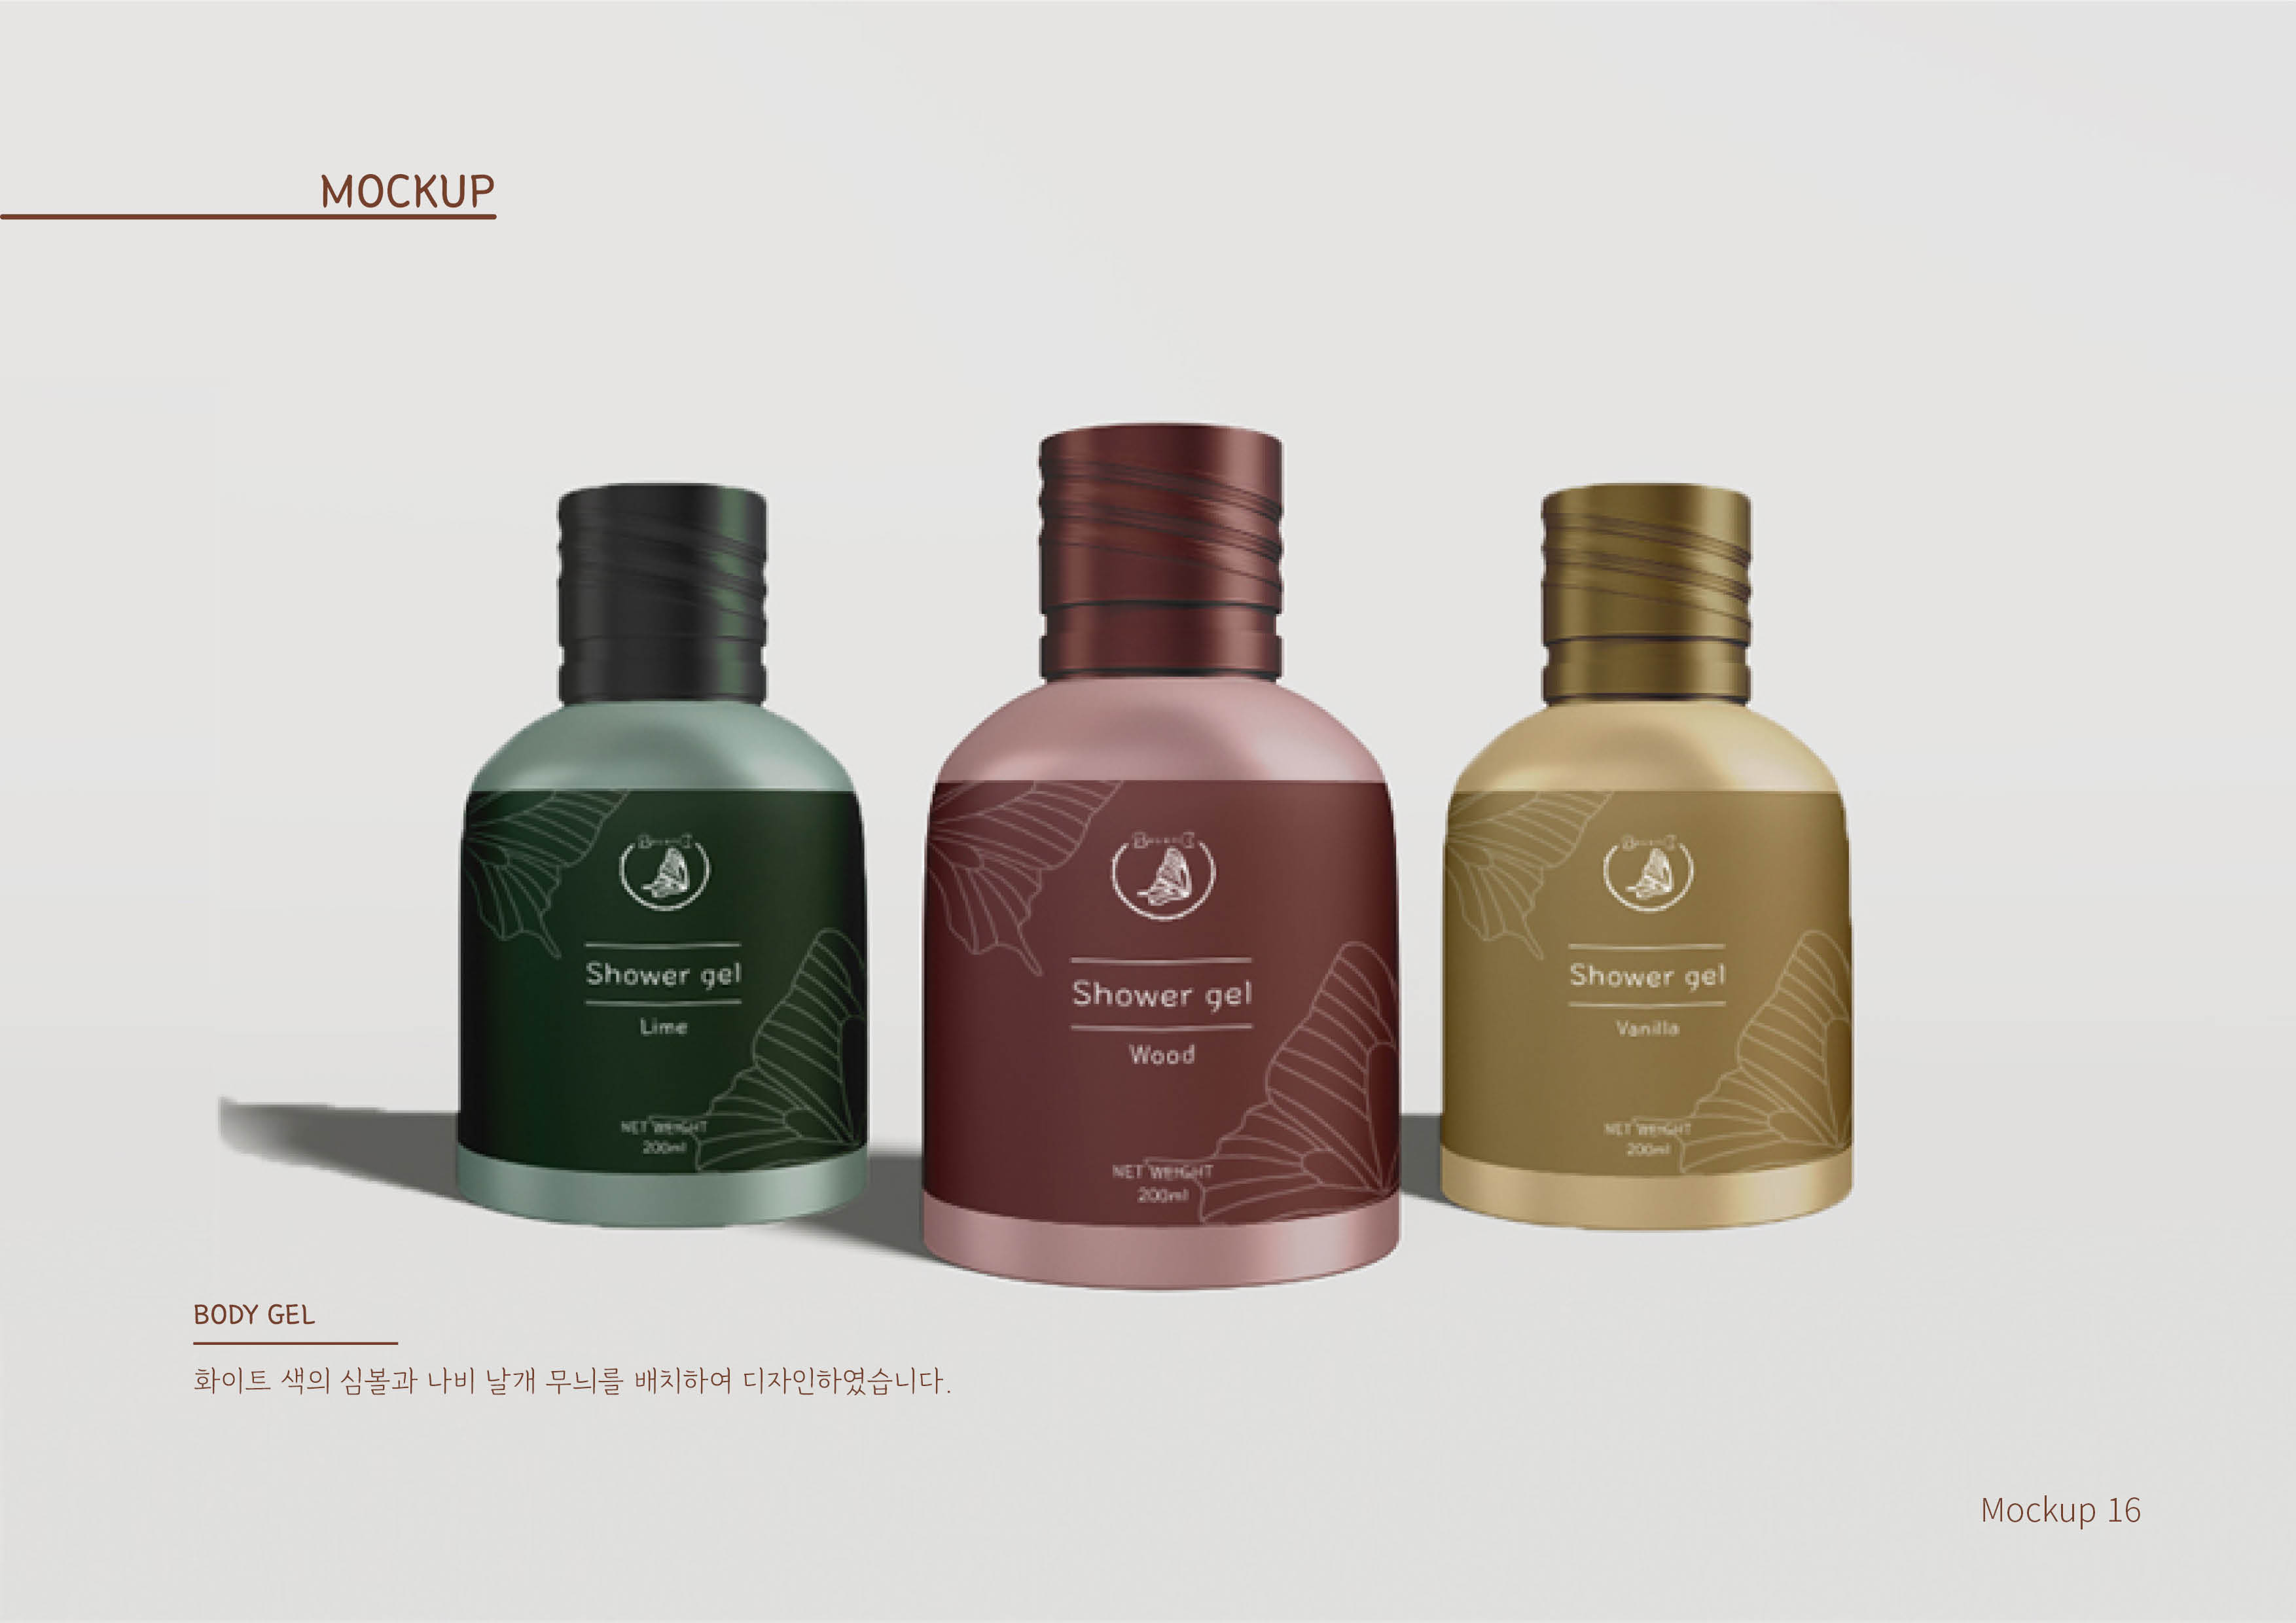 MOCKUP
Shower gel
Lime
NET WEIGHT
200ml
Shower gel
Wood
NET WEIGHT
200ml
Shower gel
Vanilla
NET WEIGHT
200ml
BODY GEL
화이트 색의 심볼과 나비 날개 무늬를 배치하여 디자인하였습니다.
Mockup 16